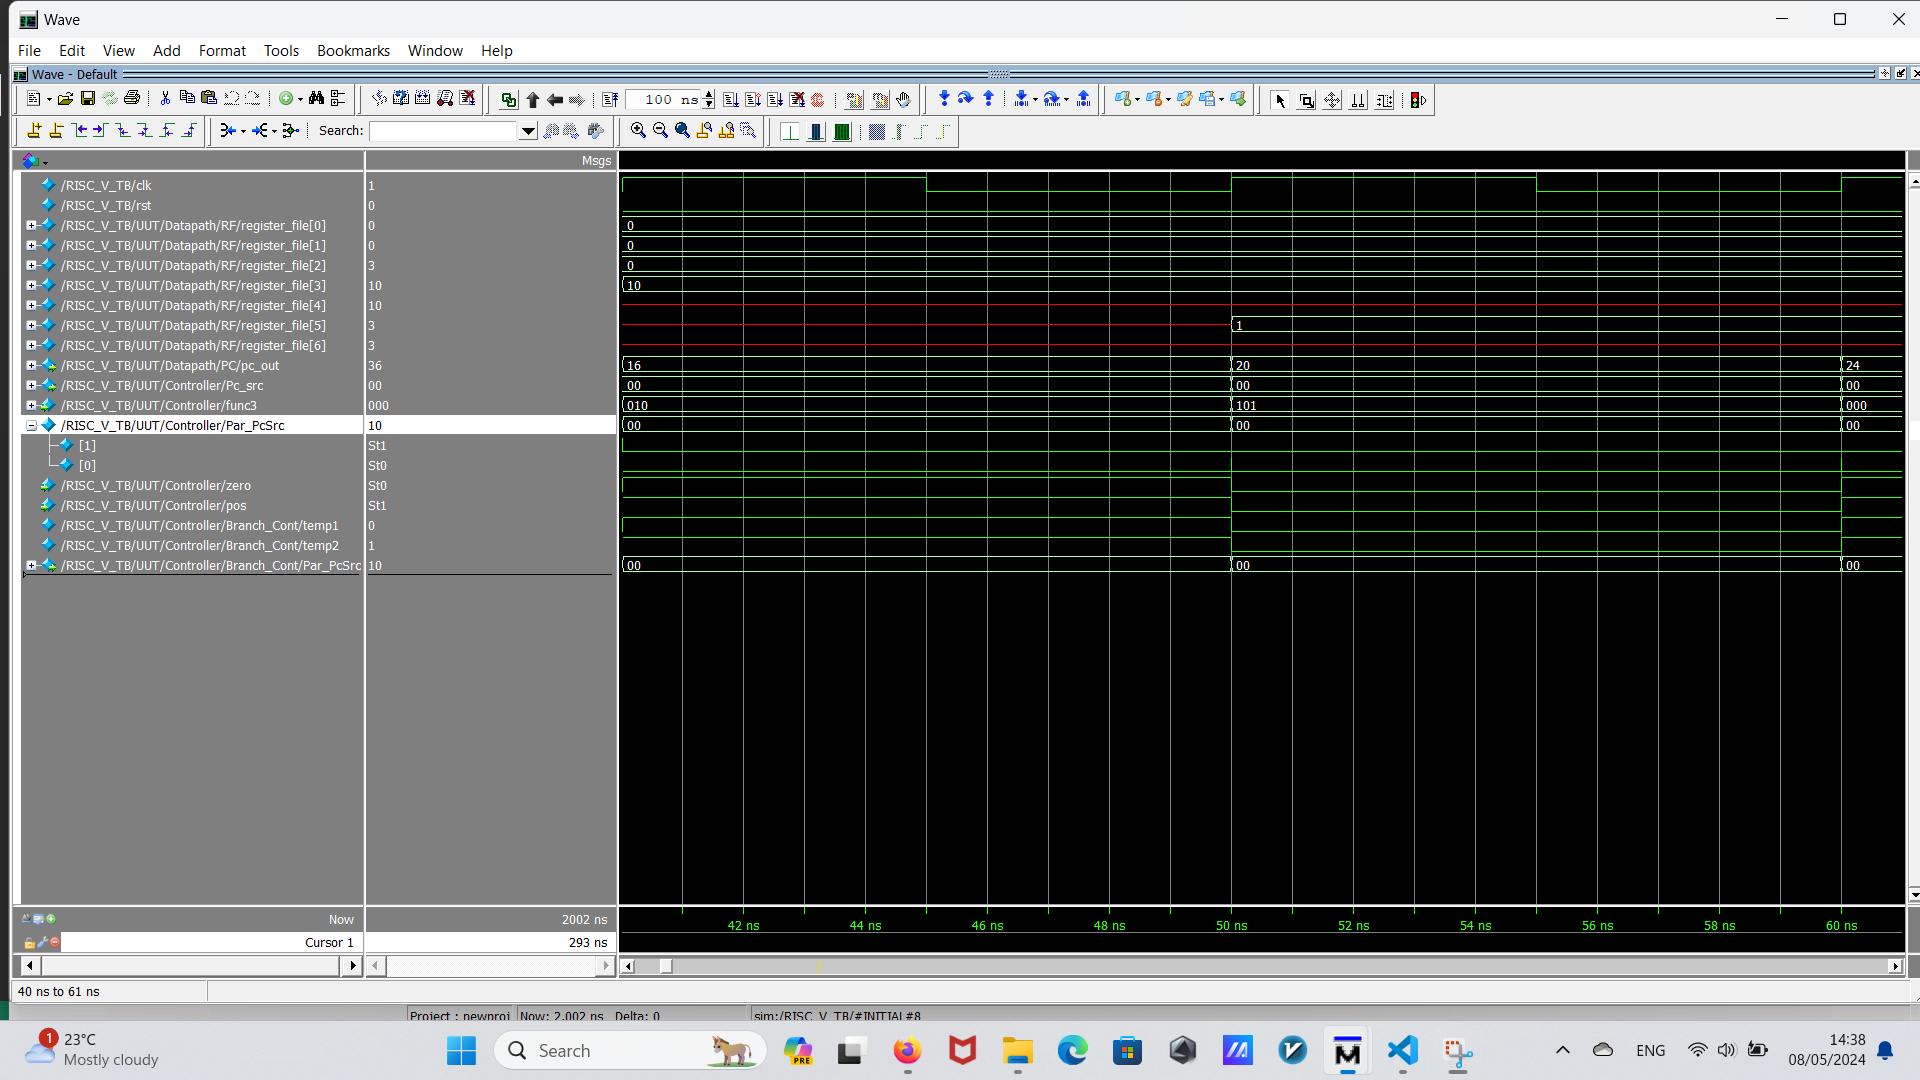 Wave
File Edit View Add Format Tools Bookmarks Window Help
Wave - Default
100 ns
Search:
Msgs
/RISC_V_TB/clk 1
/RISC_V_TB/rst 0
/RISC_V_TB/UUT/Datapath/RF/register_file[0] 0 0
/RISC_V_TB/UUT/Datapath/RF/register_file[1] 0 0
/RISC_V_TB/UUT/Datapath/RF/register_file[2] 3 0
/RISC_V_TB/UUT/Datapath/RF/register_file[3] 10 10
/RISC_V_TB/UUT/Datapath/RF/register_file[4] 10
/RISC_V_TB/UUT/Datapath/RF/register_file[5] 3 1
/RISC_V_TB/UUT/Datapath/RF/register_file[6] 3
/RISC_V_TB/UUT/Datapath/PC/pc_out 36 16 20 24
/RISC_V_TB/UUT/Controller/Pc_src 00 00 00 00
/RISC_V_TB/UUT/Controller/func3 000 010 101 000
/RISC_V_TB/UUT/Controller/Par_PcSrc 10 00 00 00
[1] St1
[0] St0
/RISC_V_TB/UUT/Controller/zero St0
/RISC_V_TB/UUT/Controller/pos St1
/RISC_V_TB/UUT/Controller/Branch_Cont/temp1 0
/RISC_V_TB/UUT/Controller/Branch_Cont/temp2 1
/RISC_V_TB/UUT/Controller/Branch_Cont/Par_PcSrc 10 00 00 00
Now 2002 ns
42 ns 44 ns 46 ns 48 ns 50 ns 52 ns 54 ns 56 ns 58 ns 60 ns
Cursor 1 293 ns
40 ns to 61 ns
Project : newproj Now: 2,002 ns Delta: 0 sim:/RISC_V_TB/#INITIAL#8
1
23°C
Mostly cloudy
Search
PRE
ENG
14:38
08/05/2024